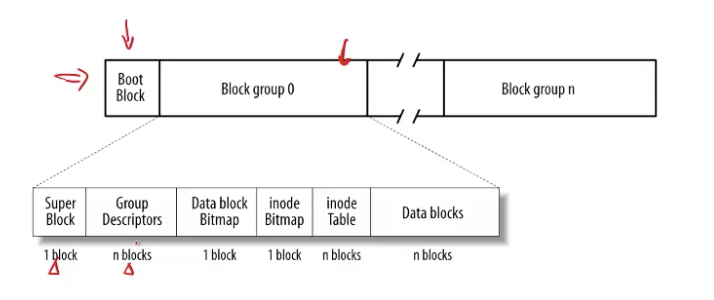 Boot
Block
Block group 0
Block group n
Super
Block
Group
Descriptors
Data block
Bitmap
inode
Bitmap
inode
Table
Data blocks
1 block
n blocks
1 block
1 block
n blocks
n blocks